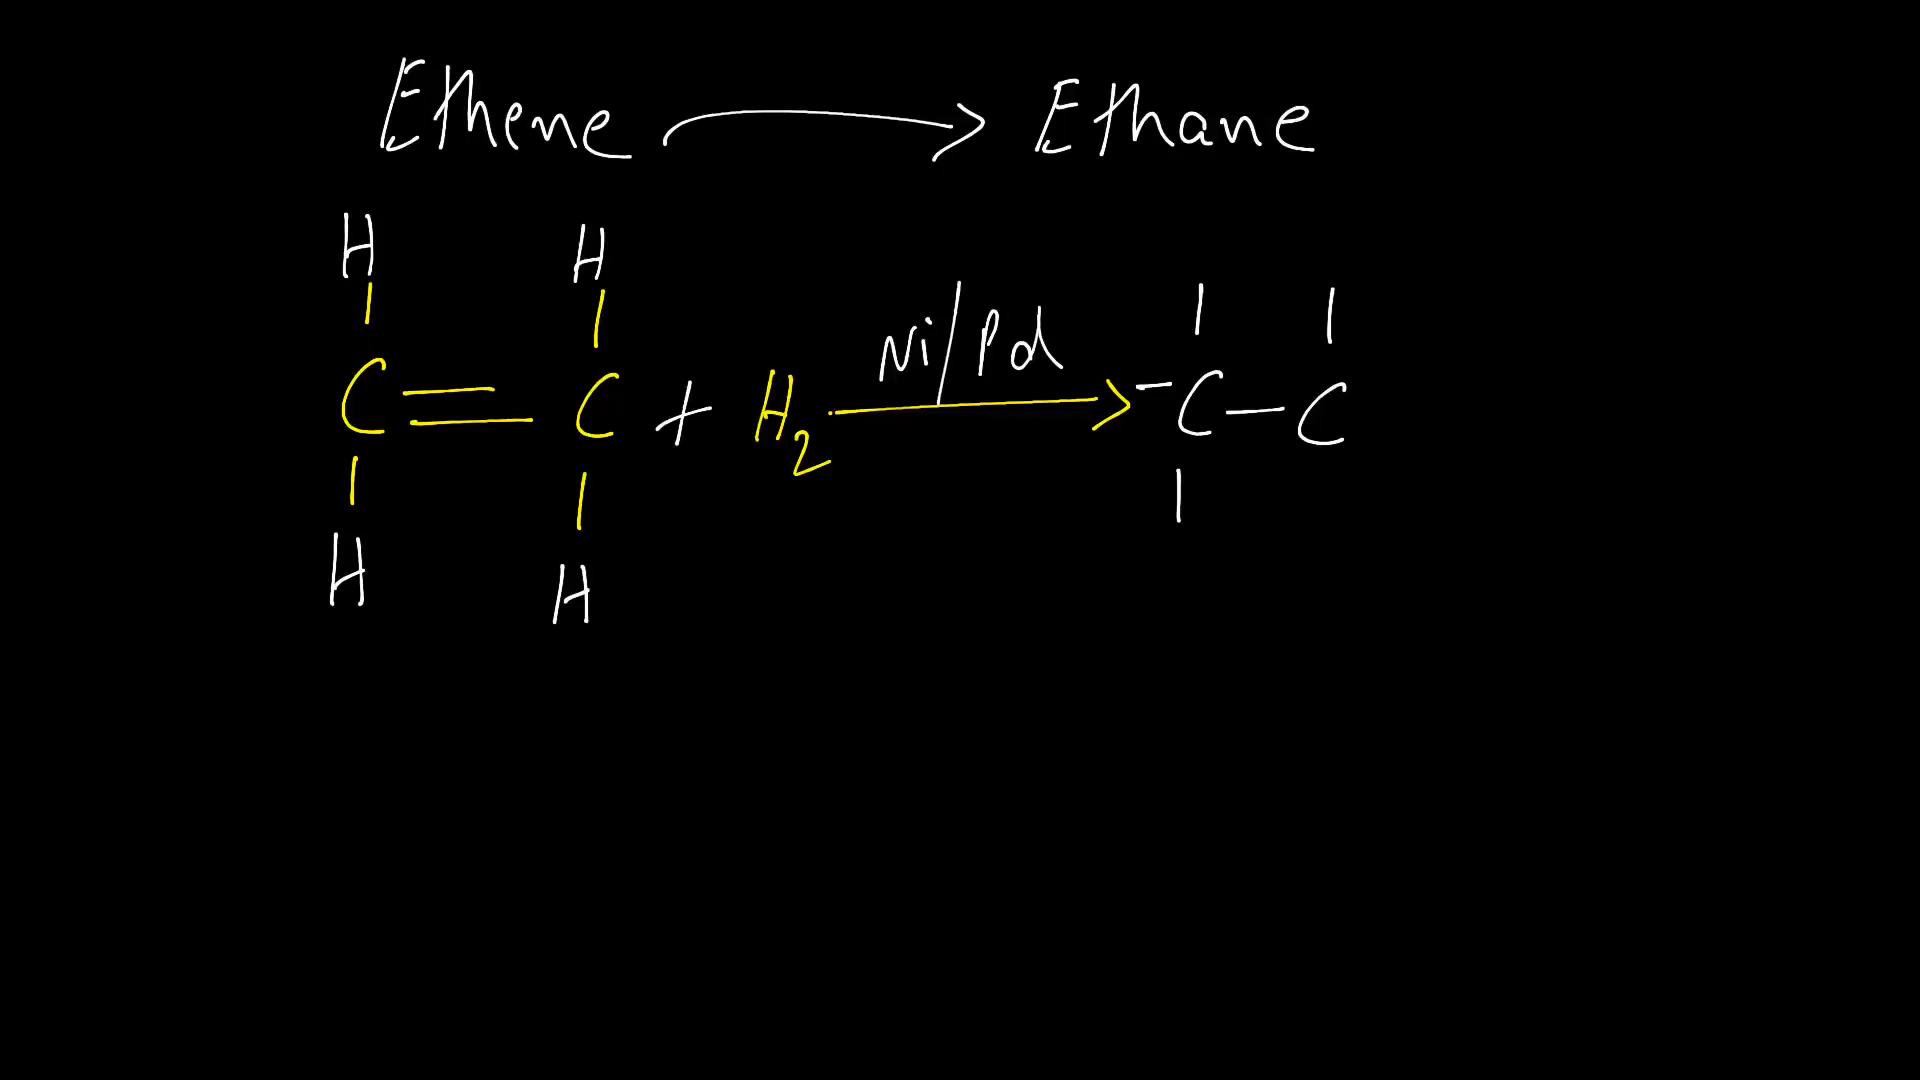 Ethene → Ethane
H H
Ni/Pd
C = C + H₂ → - C - C
H H